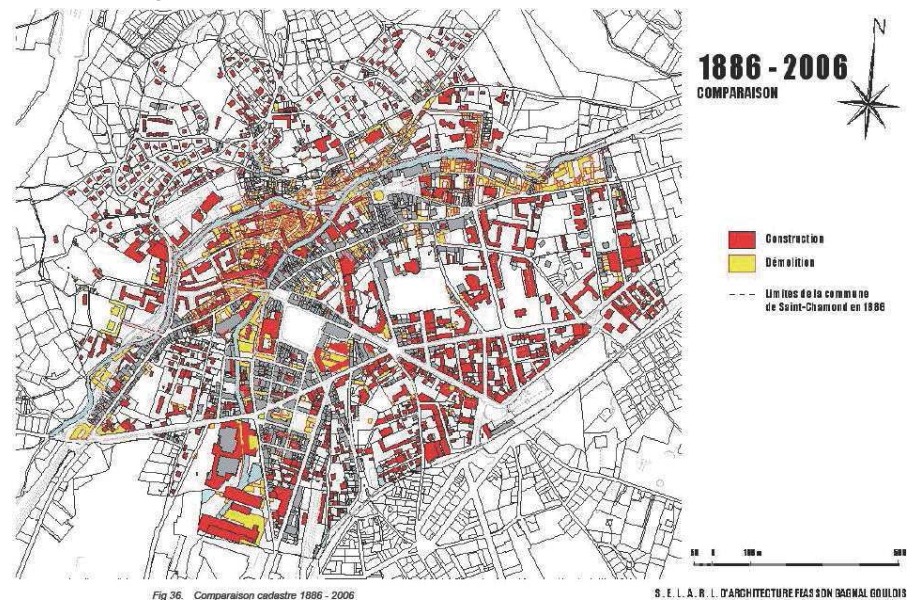 N
1886 - 2006
COMPARAISON
Construction
Démolition
Limites de la commune
de Saint-Chamond en 1886
50 0 100 m 500
Fig 36. Comparaison cadastre 1886 - 2006
S.E.L.A.R.L. D'ARCHITECTURE FEASSON GAGNAL GOULOIS